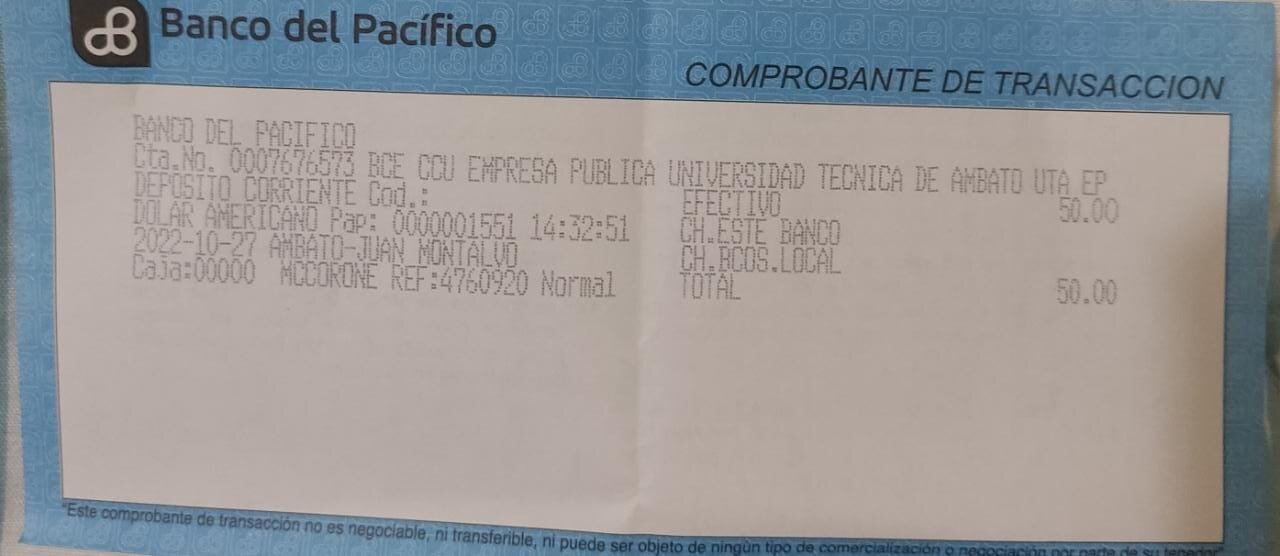 Banco del Pacífico
COMPROBANTE DE TRANSACCION
BANCO DEL PACIFICO
Cta.No. 0007676573 BCE CCU EMPRESA PUBLICA UNIVERSIDAD TECNICA DE AMBATO UTA EP
DEPOSITO CORRIENTE Cod.: EFECTIVO 50.00
DOLAR AMERICANO Pap: 0000001551 14:32:51 CH.ESTE BANCO
2022-10-27 AMBATO-JUAN MONTALVO CH.BCOS.LOCAL
Caja:00000 MCCORONE REF:4760920 Normal TOTAL 50.00
*Este comprobante de transacción no es negociable, ni transferible, ni puede ser objeto de ningún tipo de comercialización o negociación por parte de su